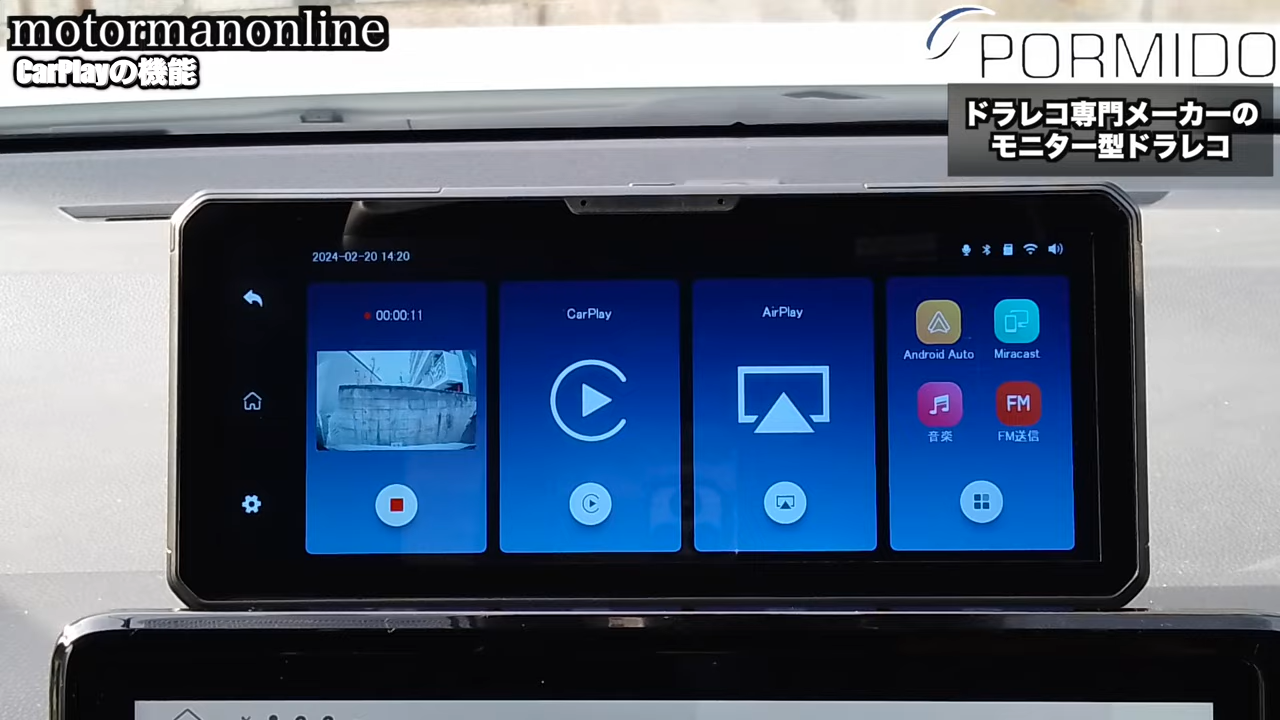 motormanonline
CarPlayの機能
PORMIDO
ドラレコ専門メーカーの
モニター型ドラレコ
2024-02-20 14:20
00:00:11
CarPlay
AirPlay
Android Auto
Miracast
FM
音楽
FM送信